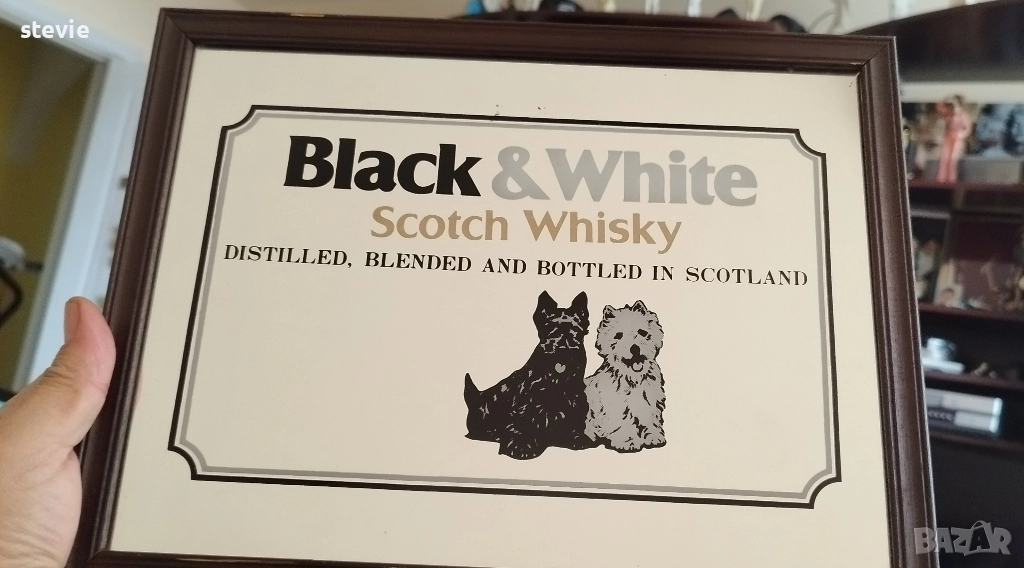 stevie
Black & White
Scotch Whisky
DISTILLED, BLENDED AND BOTTLED IN SCOTLAND
BAZAR